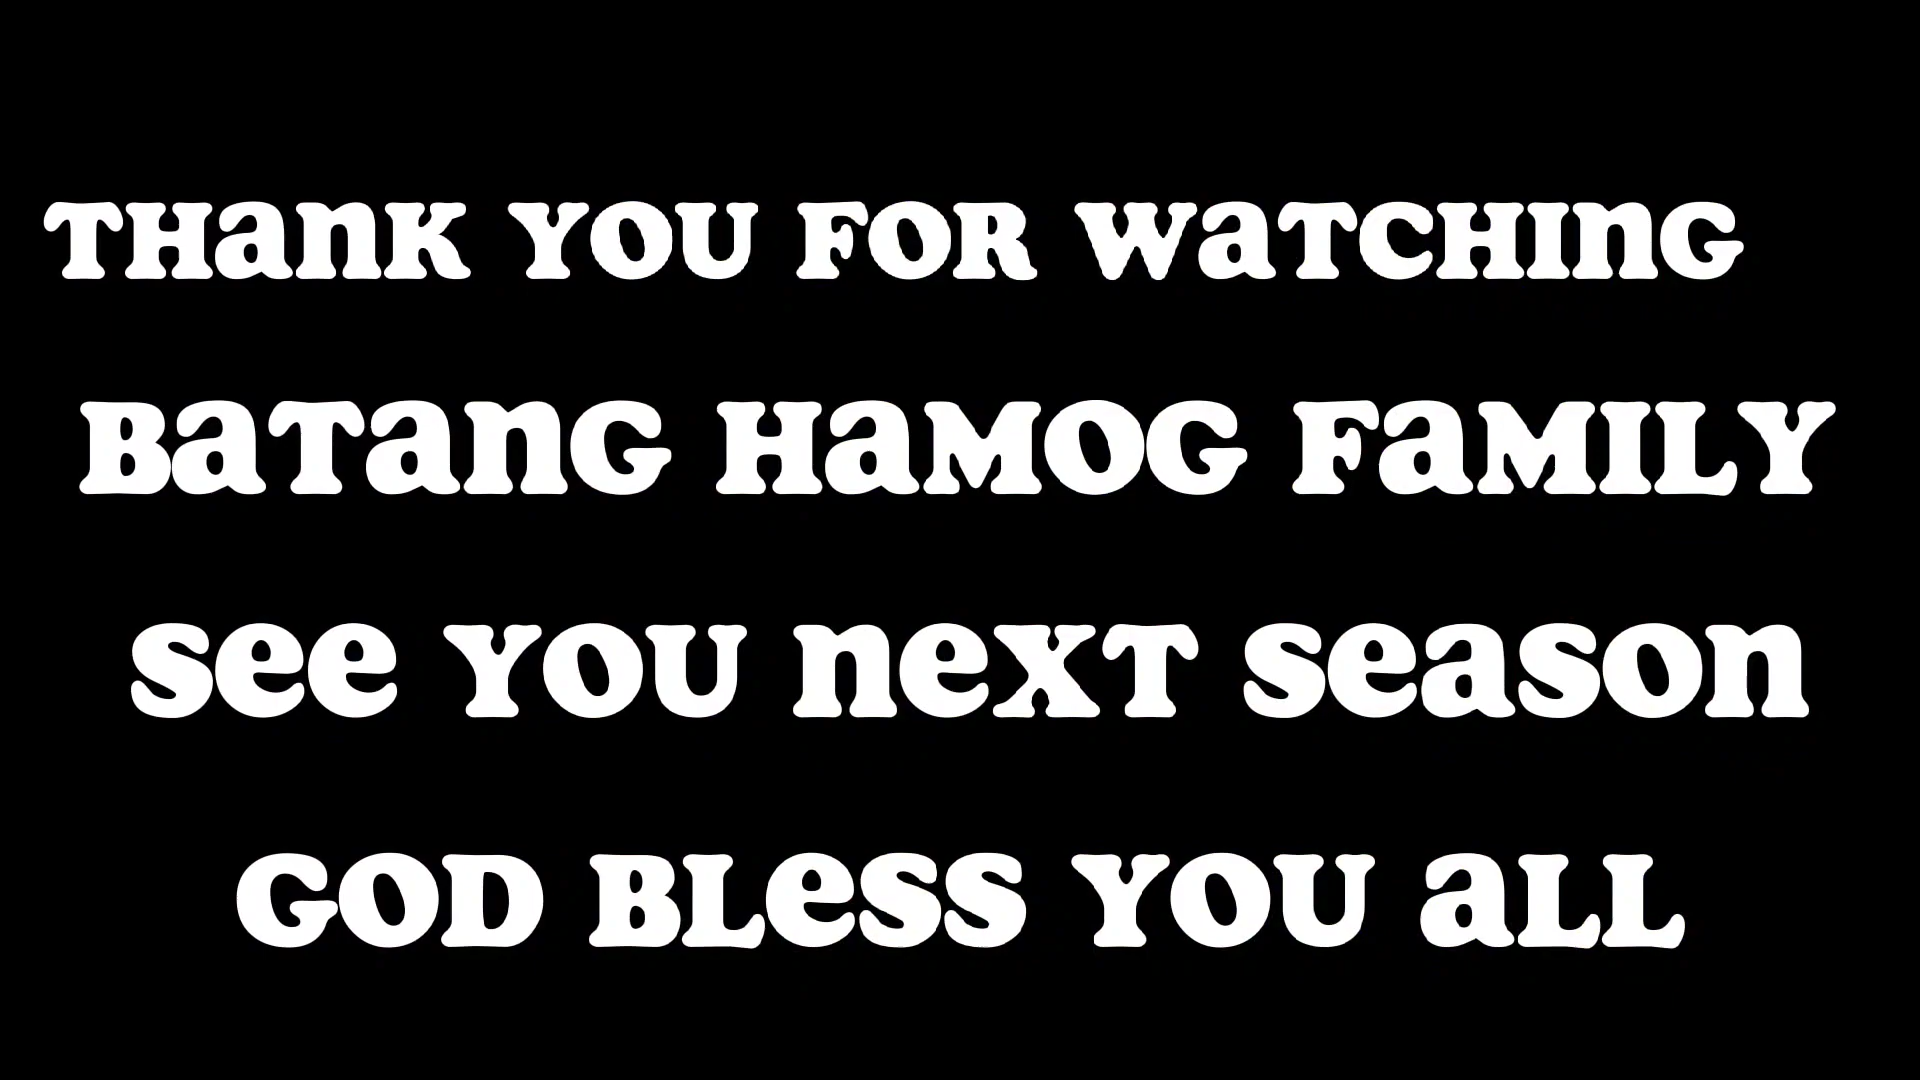 THANK YOU FOR WATCHING
BATANG HAMOG FAMILY
SEE YOU NEXT SEASON
GOD BLESS YOU ALL